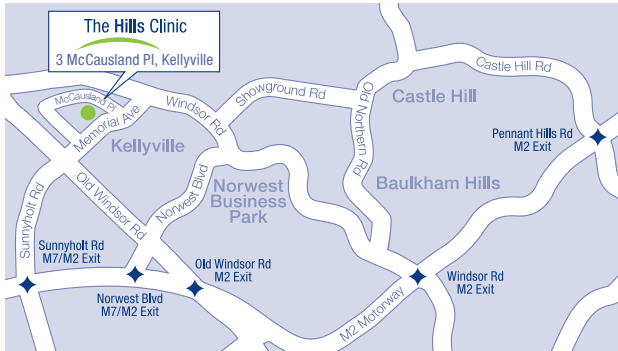 The Hills Clinic
3 McCausland Pl, Kellyville
McCausland Pl
Memorial Ave
Windsor Rd
Showground Rd
Old Northern Rd
Castle Hill Rd
Castle Hill
Pennant Hills Rd
M2 Exit
Kellyville
Baulkham Hills
Norwest
Business
Park
Norwest Blvd
Old Windsor Rd
Sunnyholt Rd
Sunnyholt Rd
M7/M2 Exit
Old Windsor Rd
M2 Exit
Norwest Blvd
M7/M2 Exit
Windsor Rd
M2 Exit
M2 Motorway